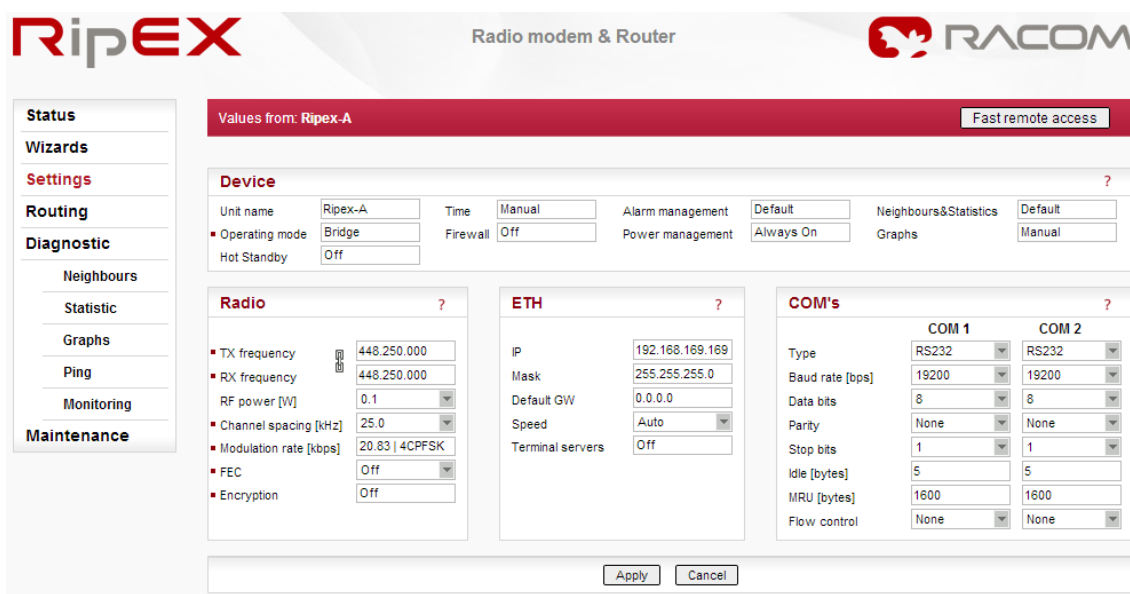 RipEX
Radio modem & Router
RACOM
Status
Wizards
Settings
Routing
Diagnostic
Neighbours
Statistic
Graphs
Ping
Monitoring
Maintenance
Values from: Ripex-A Fast remote access
Device ?
Unit name Ripex-A Time Manual Alarm management Default Neighbours&Statistics Default
Operating mode Bridge Firewall Off Power management Always On Graphs Manual
Hot Standby Off
Radio ?
TX frequency 448.250.000
RX frequency 448.250.000
RF power [W] 0.1
Channel spacing [kHz] 25.0
Modulation rate [kbps] 20.83 | 4CPFSK
FEC Off
Encryption Off
ETH ?
IP 192.168.169.169
Mask 255.255.255.0
Default GW 0.0.0.0
Speed Auto
Terminal servers Off
COM's ?
COM 1 COM 2
Type RS232 RS232
Baud rate [bps] 19200 19200
Data bits 8 8
Parity None None
Stop bits 1 1
Idle [bytes] 5 5
MRU [bytes] 1600 1600
Flow control None None
Apply Cancel